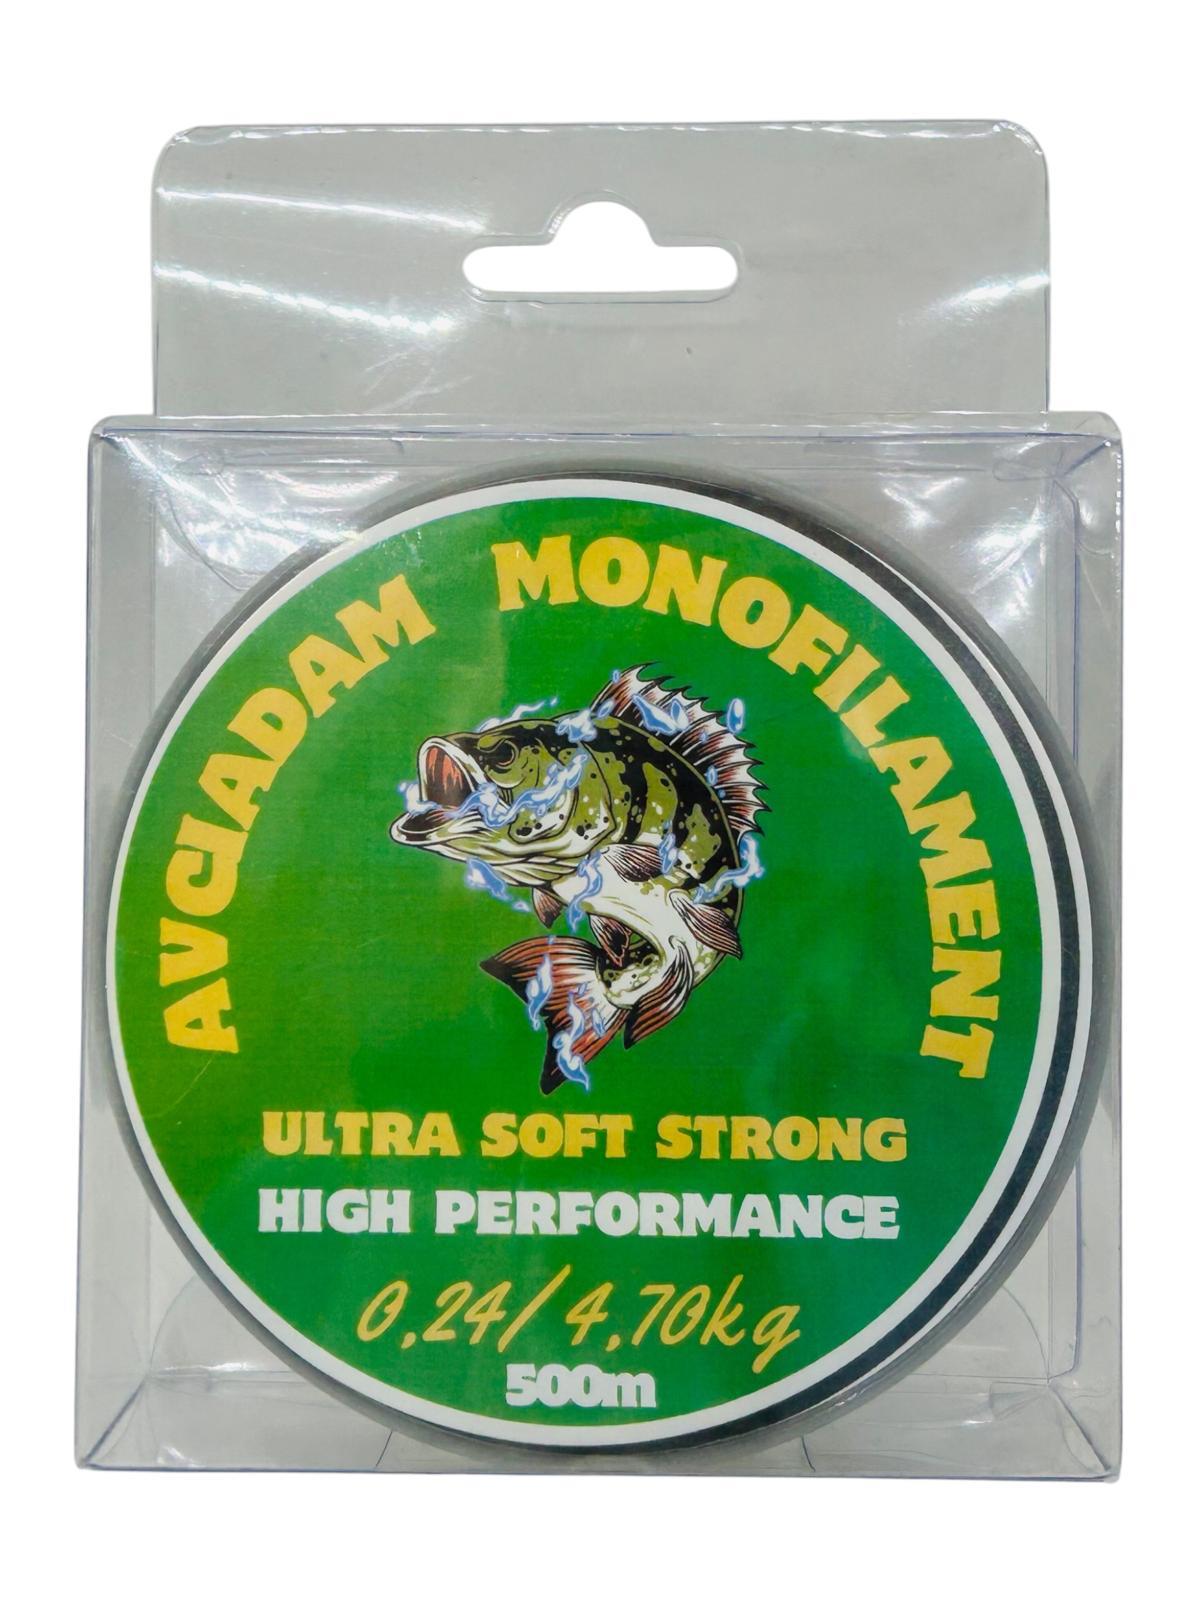 AVCIADAM MONOFILAMENT
ULTRA SOFT STRONG
HIGH PERFORMANCE
0,24/4,70kg
500m